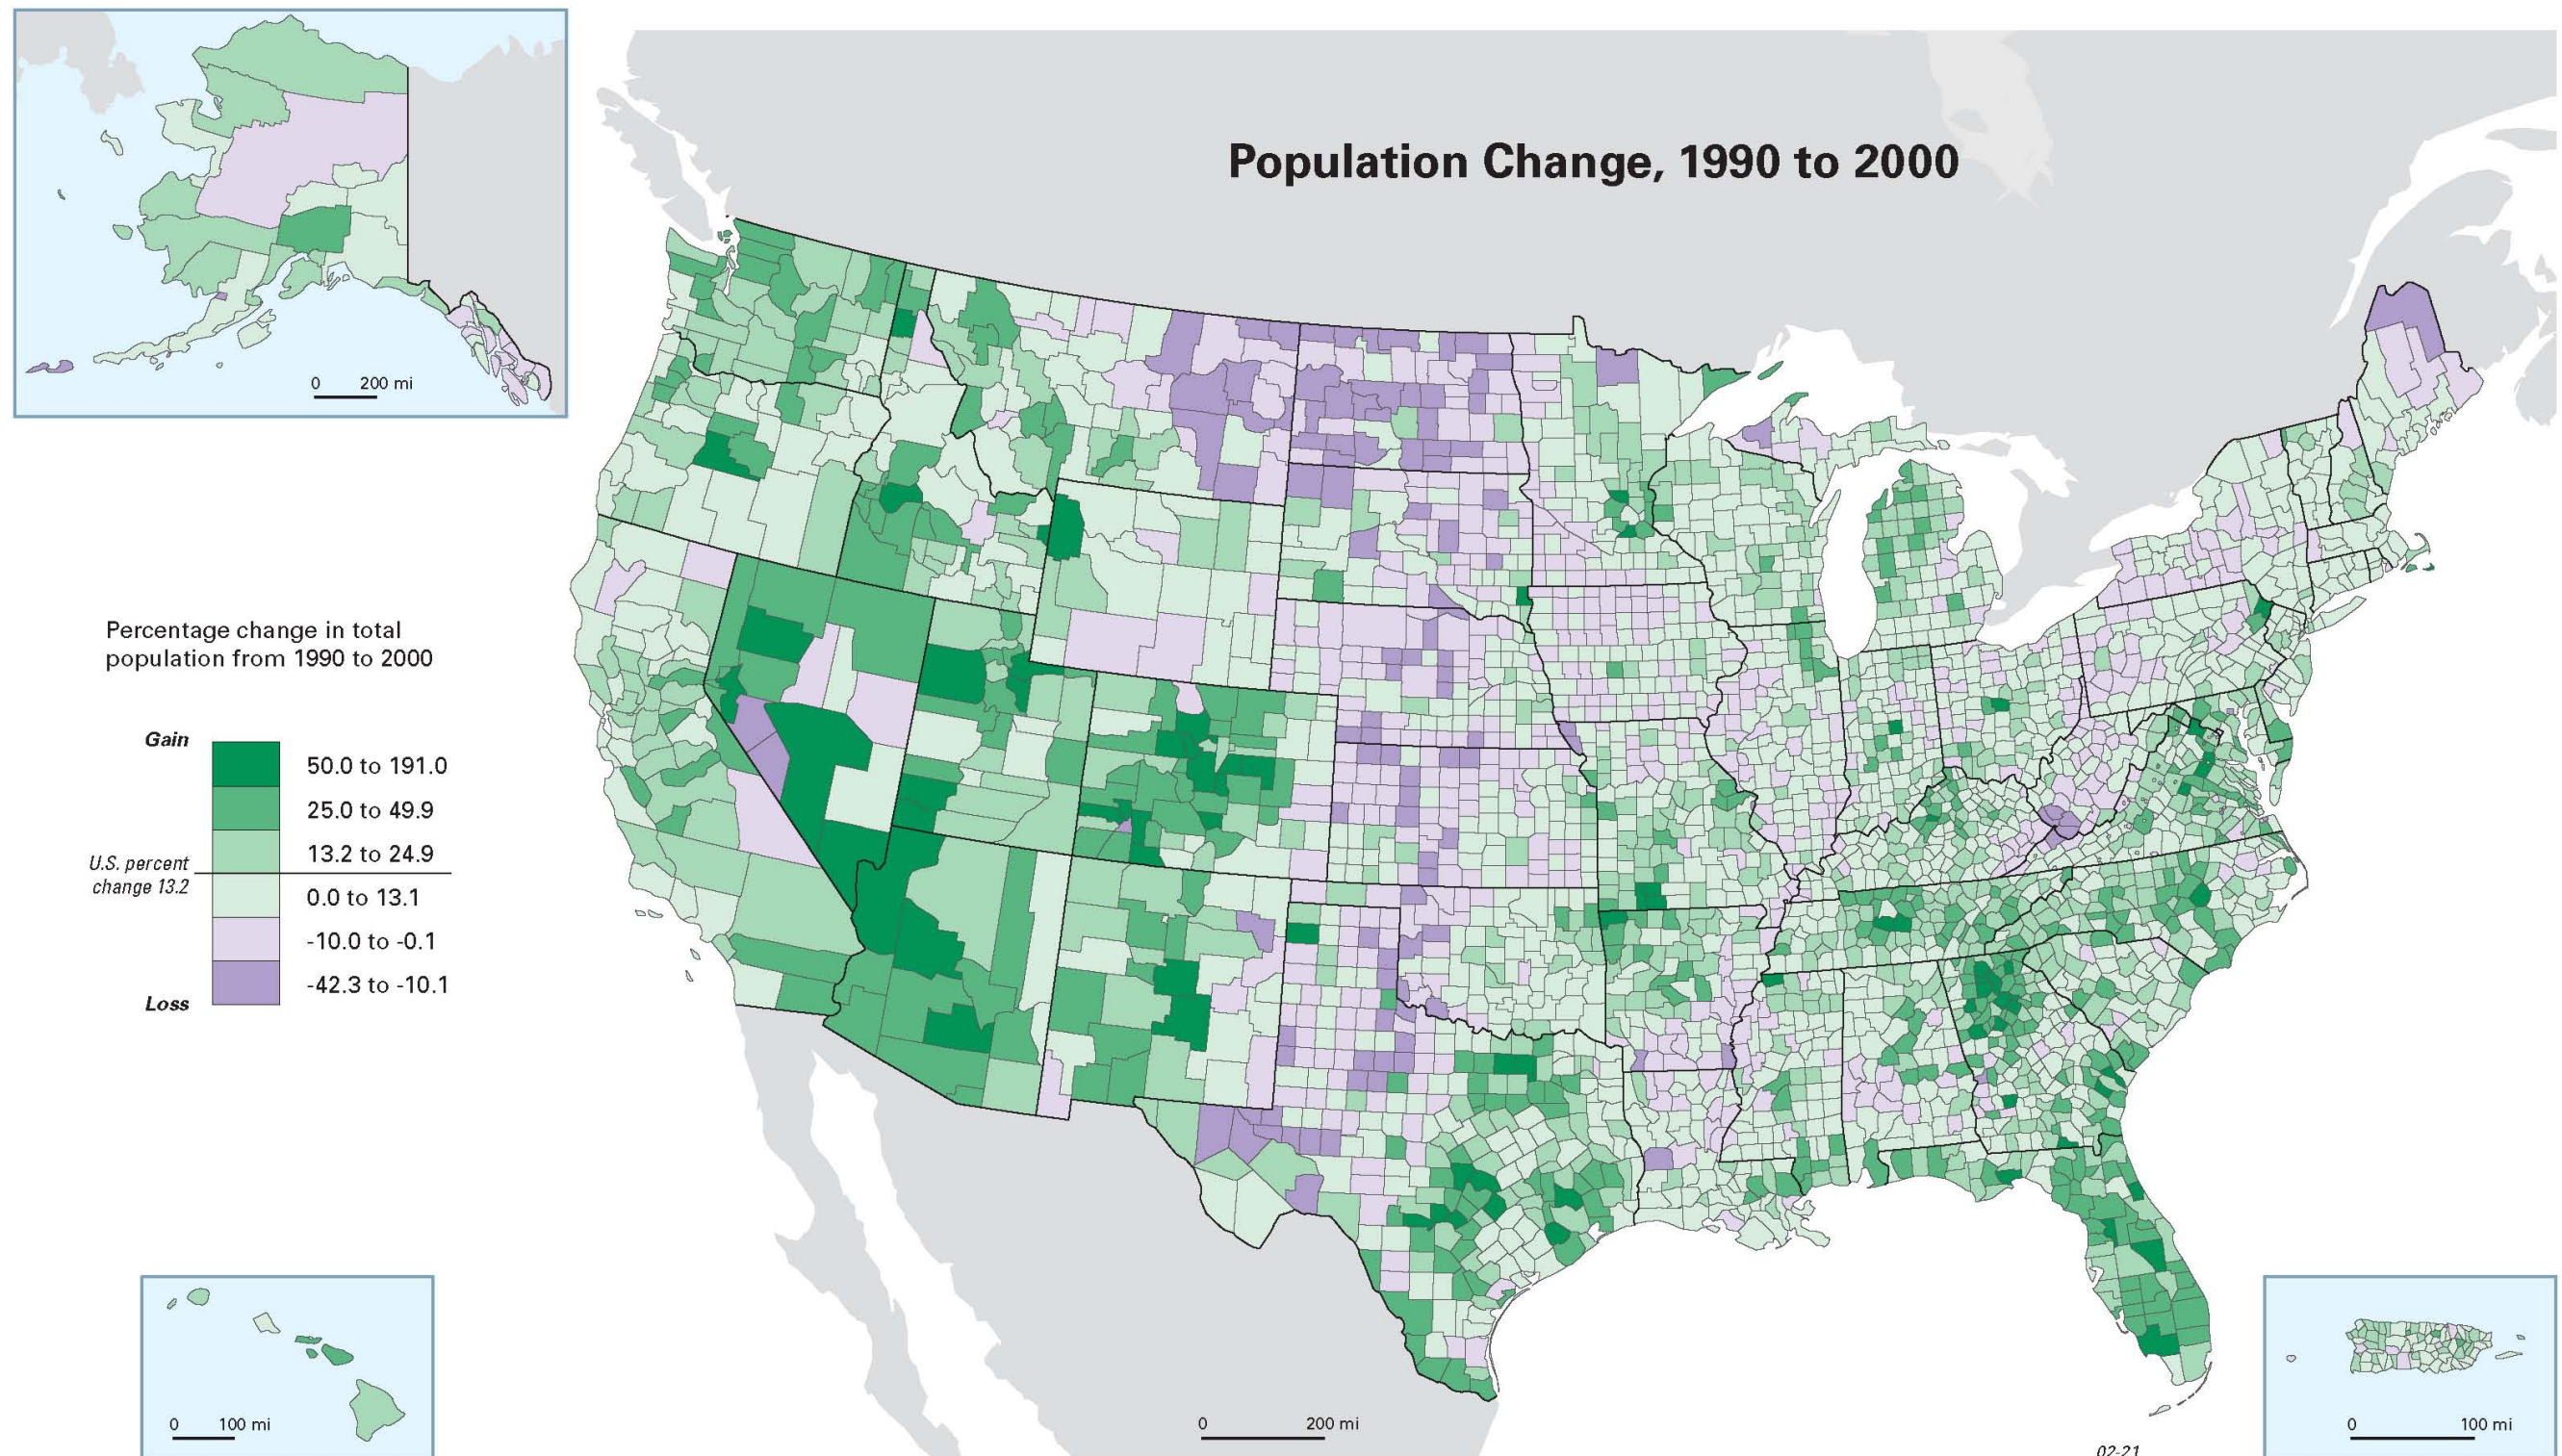 Population Change, 1990 to 2000
0 200 mi
Percentage change in total
population from 1990 to 2000
Gain
50.0 to 191.0
25.0 to 49.9
13.2 to 24.9
U.S. percent
change 13.2
0.0 to 13.1
-10.0 to -0.1
-42.3 to -10.1
Loss
0 100 mi
0 200 mi
0 100 mi
02-21